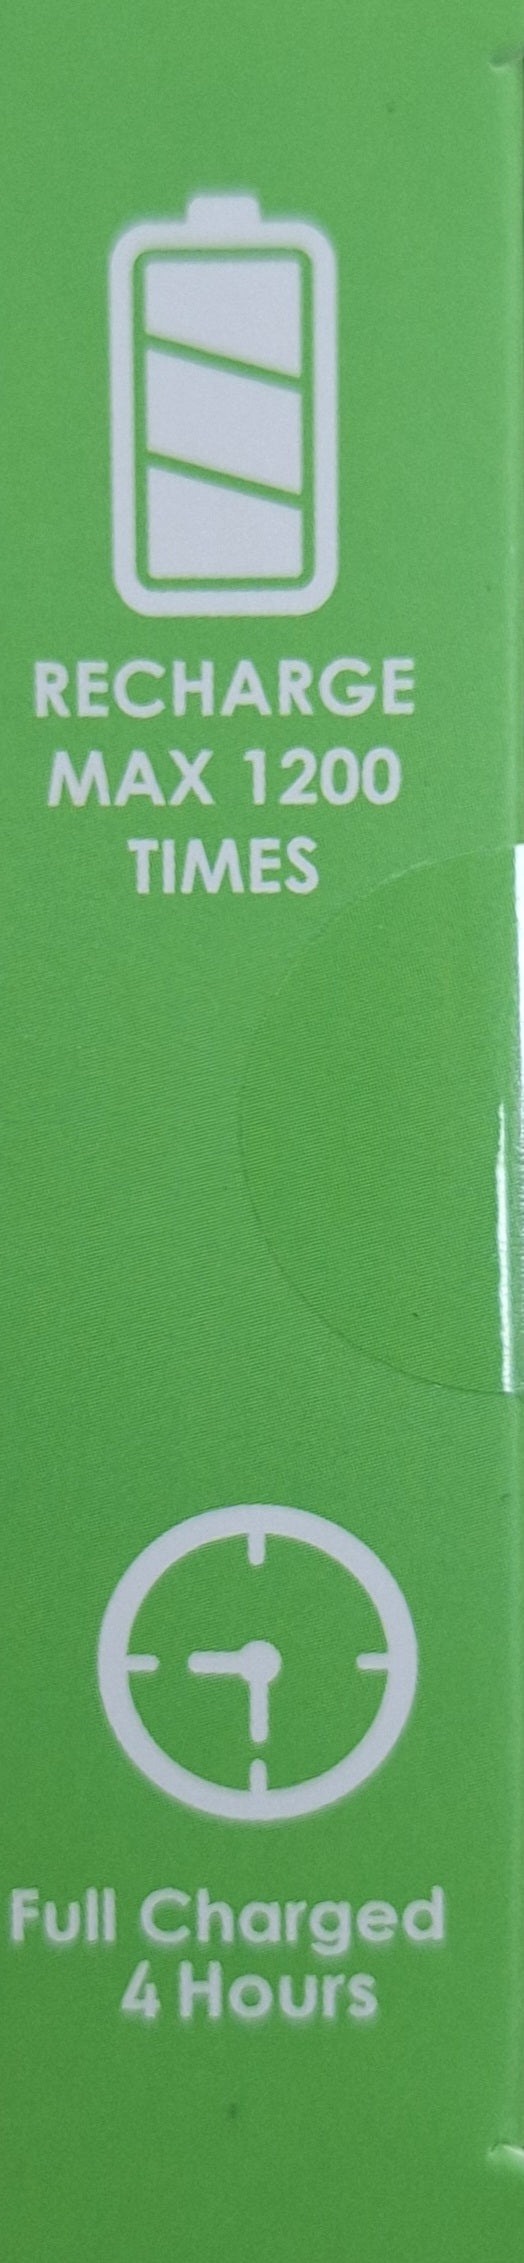 RECHARGE
MAX 1200
TIMES
Full Charged
4 Hours